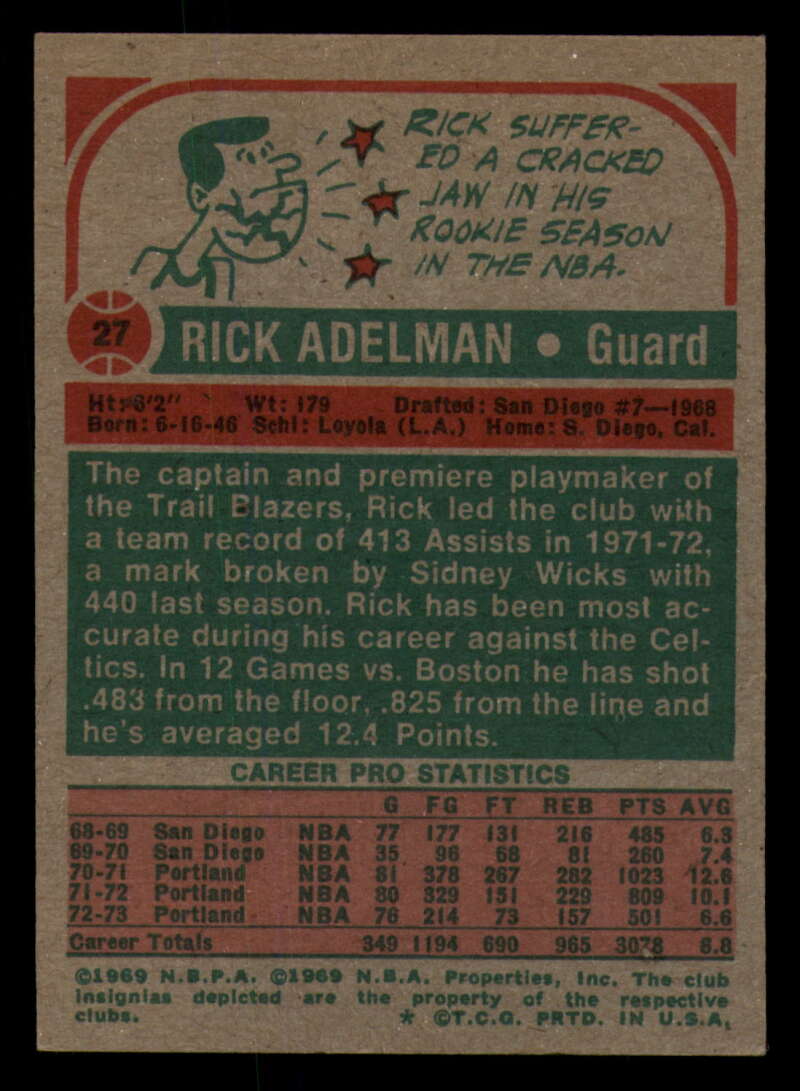 RICK SUFFER-
ED A CRACKED
JAW IN HIS
ROOKIE SEASON
IN THE NBA.
27 RICK ADELMAN • Guard
Ht: 6'2" Wt: 179 Drafted: San Diego #7—1968
Born: 6-16-46 Schl: Loyola (L.A.) Home: S. Diego, Cal.
The captain and premiere playmaker of
the Trail Blazers, Rick led the club with
a team record of 413 Assists in 1971-72,
a mark broken by Sidney Wicks with
440 last season. Rick has been most ac-
curate during his career against the Cel-
tics. In 12 Games vs. Boston he has shot
.483 from the floor, .825 from the line and
he's averaged 12.4 Points.
CAREER PRO STATISTICS
G FG FT REB PTS AVG
68-69 San Diego NBA 77 177 131 216 485 6.3
69-70 San Diego NBA 35 96 68 81 260 7.4
70-71 Portland NBA 81 378 267 282 1023 12.6
71-72 Portland NBA 80 329 151 229 809 10.1
72-73 Portland NBA 76 214 73 157 501 6.6
Career Totals 349 1194 690 965 3078 8.8
©1969 N.B.P.A. ©1969 N.B.A. Properties, Inc. The club
insignias depicted are the property of the respective
clubs. * ©T.C.G. PRTD. IN U.S.A.